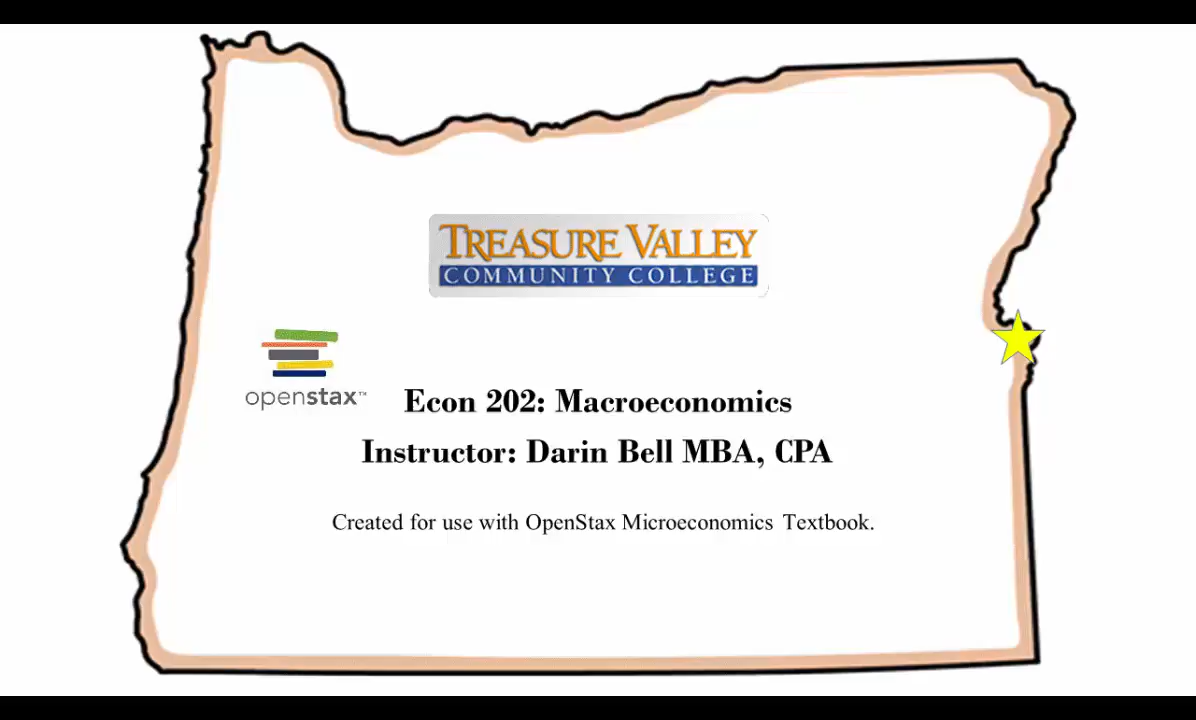 TREASURE VALLEY
COMMUNITY COLLEGE
openstax™
Econ 202: Macroeconomics
Instructor: Darin Bell MBA, CPA
Created for use with OpenStax Microeconomics Textbook.